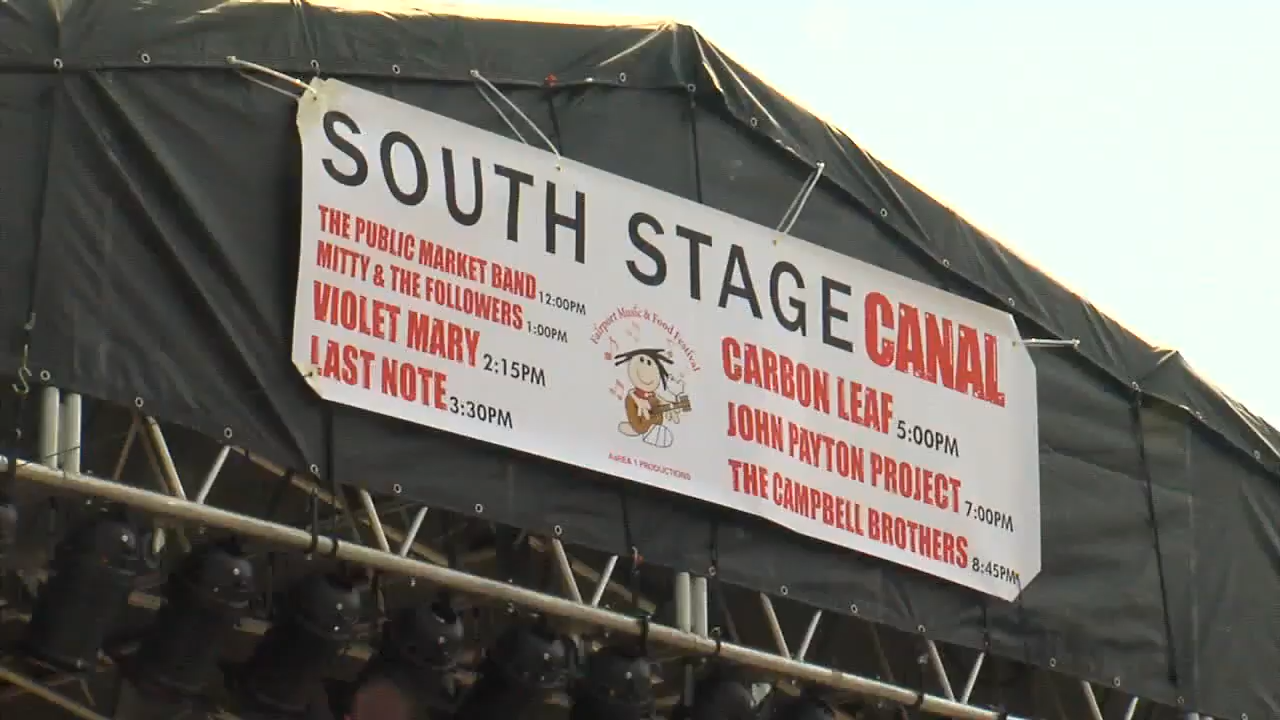 SOUTH STAGE CANAL
THE PUBLIC MARKET BAND 12:00PM
MITTY & THE FOLLOWERS 1:00PM
VIOLET MARY 2:15PM
LAST NOTE 3:30PM
Fairport Music & Food Festival
AAREA 1 PRODUCTIONS
CARBON LEAF 5:00PM
JOHN PAYTON PROJECT 7:00PM
THE CAMPBELL BROTHERS 8:45PM